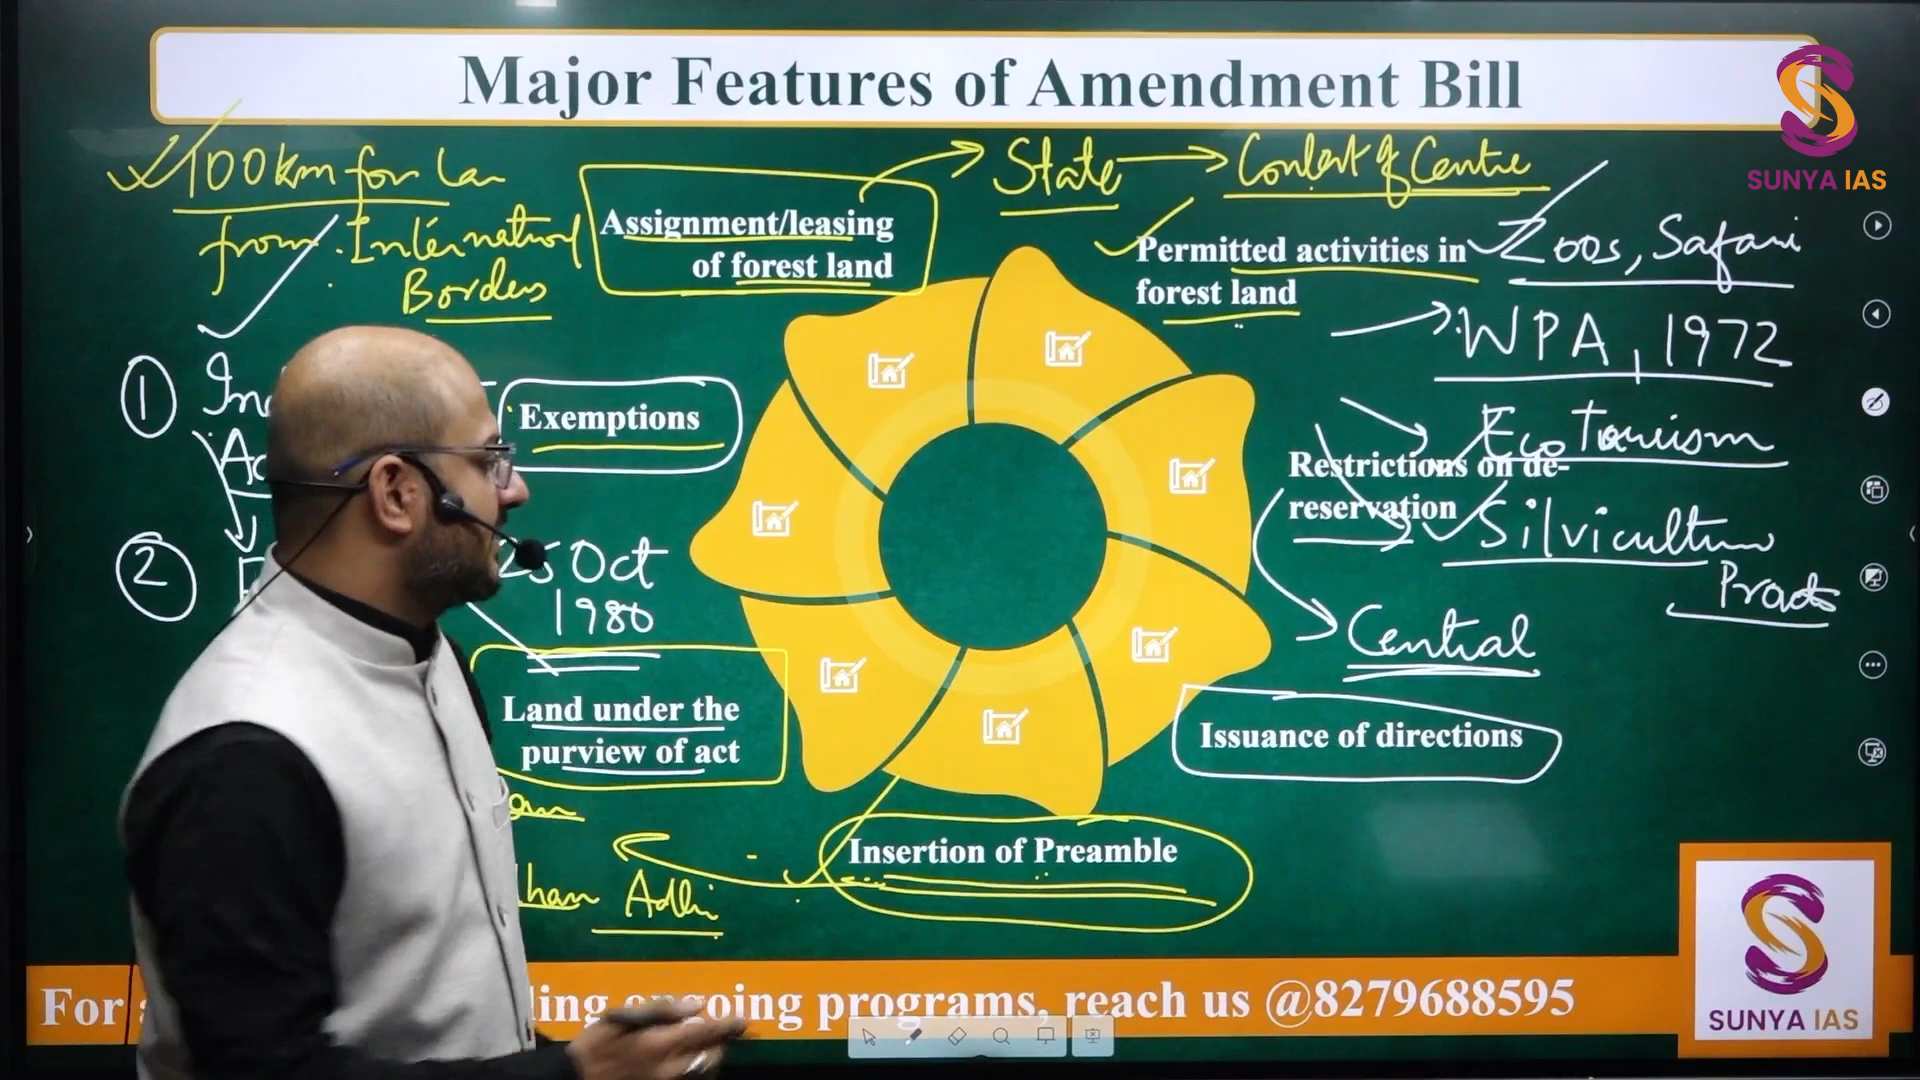 Major Features of Amendment Bill
SUNYA IAS
100km for
from International
Borders
State
Consent of Centre
Assignment/leasing
of forest land
Permitted activities in
forest land
Zoos, Safari
WPA, 1972
Eco Tourism
Restrictions on de-
reservation
Silviculture
Central
1
Exemptions
2
25 Oct
1980
Land under the
purview of act
Issuance of directions
Insertion of Preamble
Adhi
For
ongoing programs, reach us @8279688595
SUNYA IAS